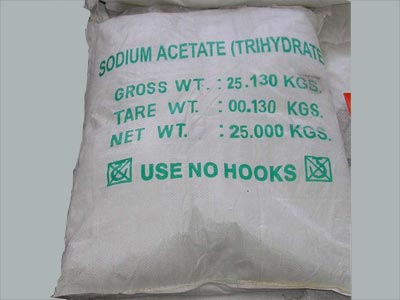 SODIUM ACETATE (TRIHYDRATE
GROSS WT. : 25.130 KGS.
TARE WT. : 00.130 KGS.
NET WT. : 25.000 KGS.
USE NO HOOKS